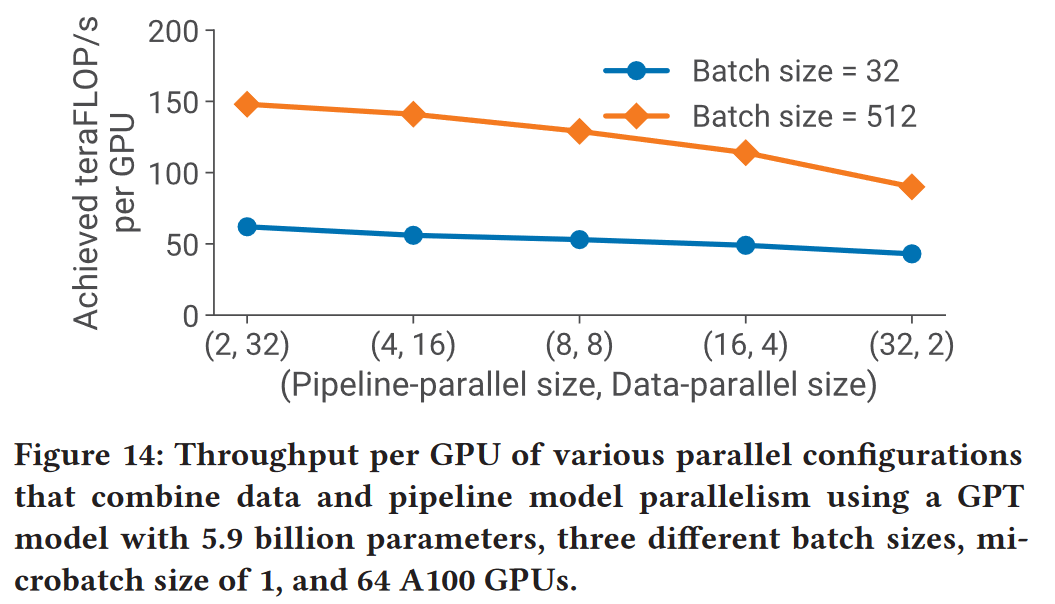 Achieved teraFLOP/s
per GPU
200
150
100
50
0
Batch size = 32
Batch size = 512
(2, 32)
(4, 16)
(8, 8)
(16, 4)
(32, 2)
(Pipeline-parallel size, Data-parallel size)
Figure 14: Throughput per GPU of various parallel configurations
that combine data and pipeline model parallelism using a GPT
model with 5.9 billion parameters, three different batch sizes, mi-
crobatch size of 1, and 64 A100 GPUs.